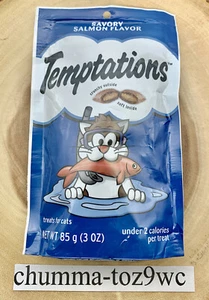 SAVORY
SALMON FLAVOR
Temptations
crunchy outside
soft inside
treats for cats
under 2 calories
per treat
NET WT 85 g (3 OZ)
chumma-toz9wc